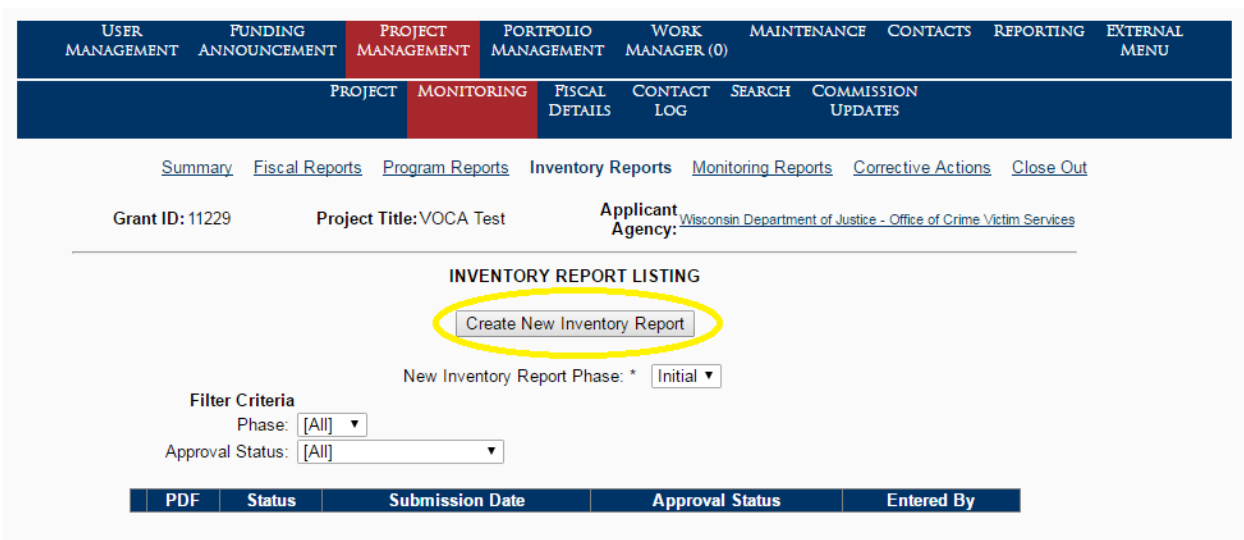 USER MANAGEMENT FUNDING ANNOUNCEMENT PROJECT MANAGEMENT PORTFOLIO MANAGEMENT WORK MANAGER (0) MAINTENANCE CONTACTS REPORTING EXTERNAL MENU
PROJECT MONITORING FISCAL DETAILS CONTACT LOG SEARCH COMMISSION UPDATES
Summary Fiscal Reports Program Reports Inventory Reports Monitoring Reports Corrective Actions Close Out
Grant ID: 11229 Project Title: VOCA Test Applicant Agency: Wisconsin Department of Justice - Office of Crime Victim Services
INVENTORY REPORT LISTING
Create New Inventory Report
New Inventory Report Phase: * Initial ▼
Filter Criteria
Phase: [All] ▼
Approval Status: [All] ▼
PDF Status Submission Date Approval Status Entered By